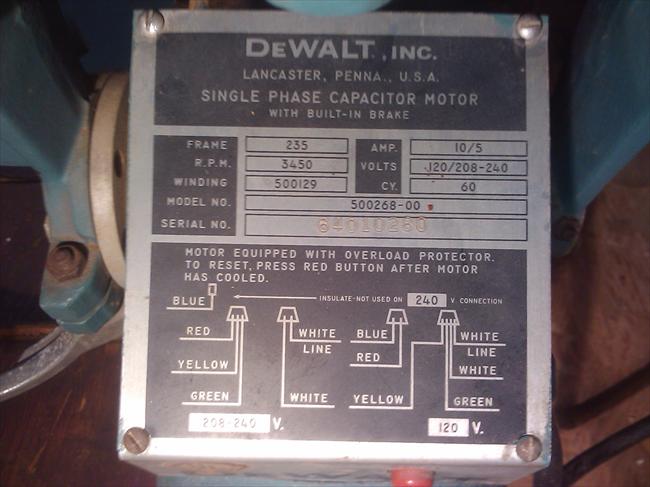 DEWALT, INC.
LANCASTER, PENNA., U.S.A.
SINGLE PHASE CAPACITOR MOTOR
WITH BUILT-IN BRAKE
FRAME 235 AMP. 10/5
R.P.M. 3450 VOLTS 120/208-240
WINDING 500129 CY. 60
MODEL NO. 500268-00
SERIAL NO. 64010280
MOTOR EQUIPPED WITH OVERLOAD PROTECTOR.
TO RESET, PRESS RED BUTTON AFTER MOTOR
HAS COOLED.
BLUE INSULATE-NOT USED ON 240 V. CONNECTION
RED WHITE LINE BLUE WHITE LINE
YELLOW RED WHITE
GREEN WHITE YELLOW GREEN
208-240 V. 120 V.